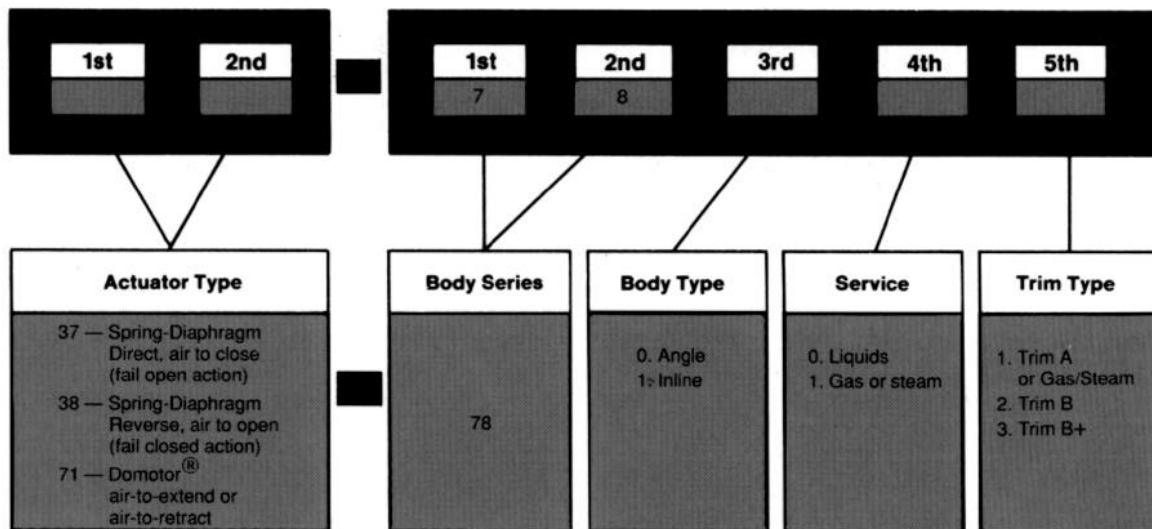 1st 2nd 1st 2nd 3rd 4th 5th
7 8
Actuator Type
37 — Spring-Diaphragm
Direct, air to close
(fail open action)
38 — Spring-Diaphragm
Reverse, air to open
(fail closed action)
71 — Domotor®
air-to-extend or
air-to-retract
Body Series
78
Body Type
0. Angle
1. Inline
Service
0. Liquids
1. Gas or steam
Trim Type
1. Trim A
or Gas/Steam
2. Trim B
3. Trim B+